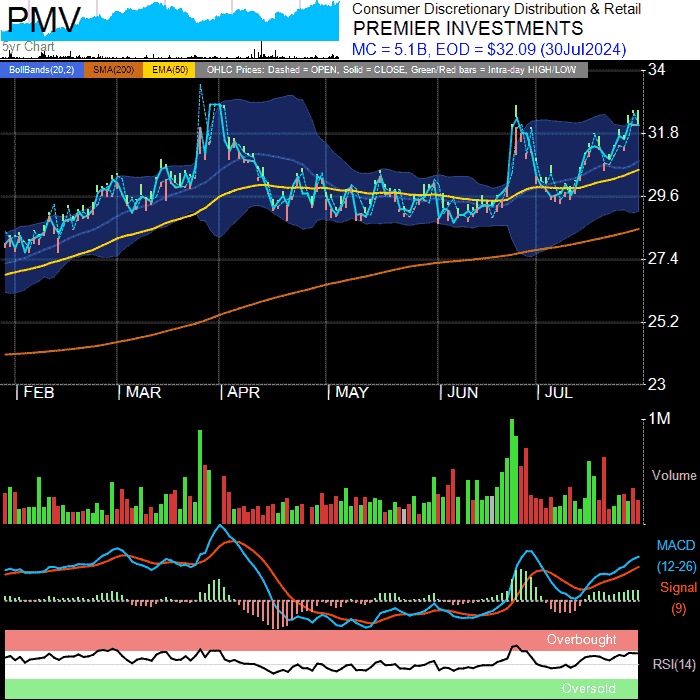 PMV
Consumer Discretionary Distribution & Retail
PREMIER INVESTMENTS
5yr Chart
MC = 5.1B, EOD = $32.09 (30Jul2024)
BollBands(20,2) SMA(200) EMA(50) OHLC Prices: Dashed = OPEN, Solid = CLOSE, Green/Red bars = Intra-day HIGH/LOW
34
31.8
29.6
27.4
25.2
23
FEB MAR APR MAY JUN JUL
1M
Volume
MACD
(12-26)
Signal
(9)
Overbought
RSI(14)
Oversold